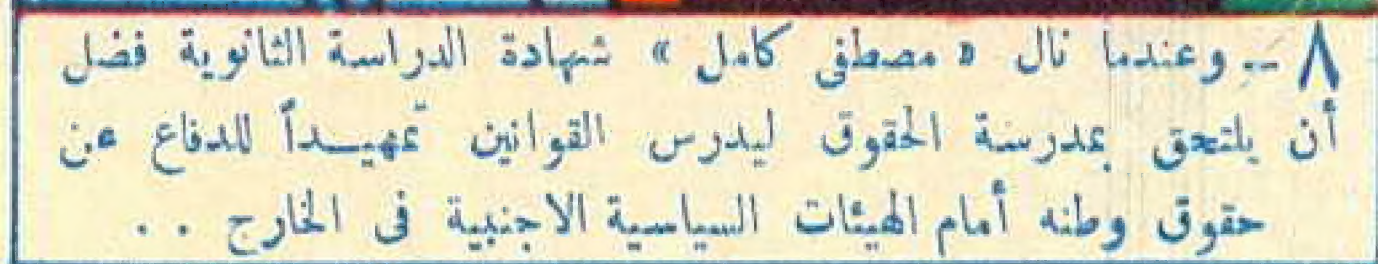 ٨ - وعندما نال « مصطفى كامل » شهادة الدراسة الثانوية فضل
أن يلتحق بمدرسة الحقوق ليدرس القوانين تمهيداً للدفاع عن
حقوق وطنه أمام الهيئات السياسية الاجنبية فى الخارج . .